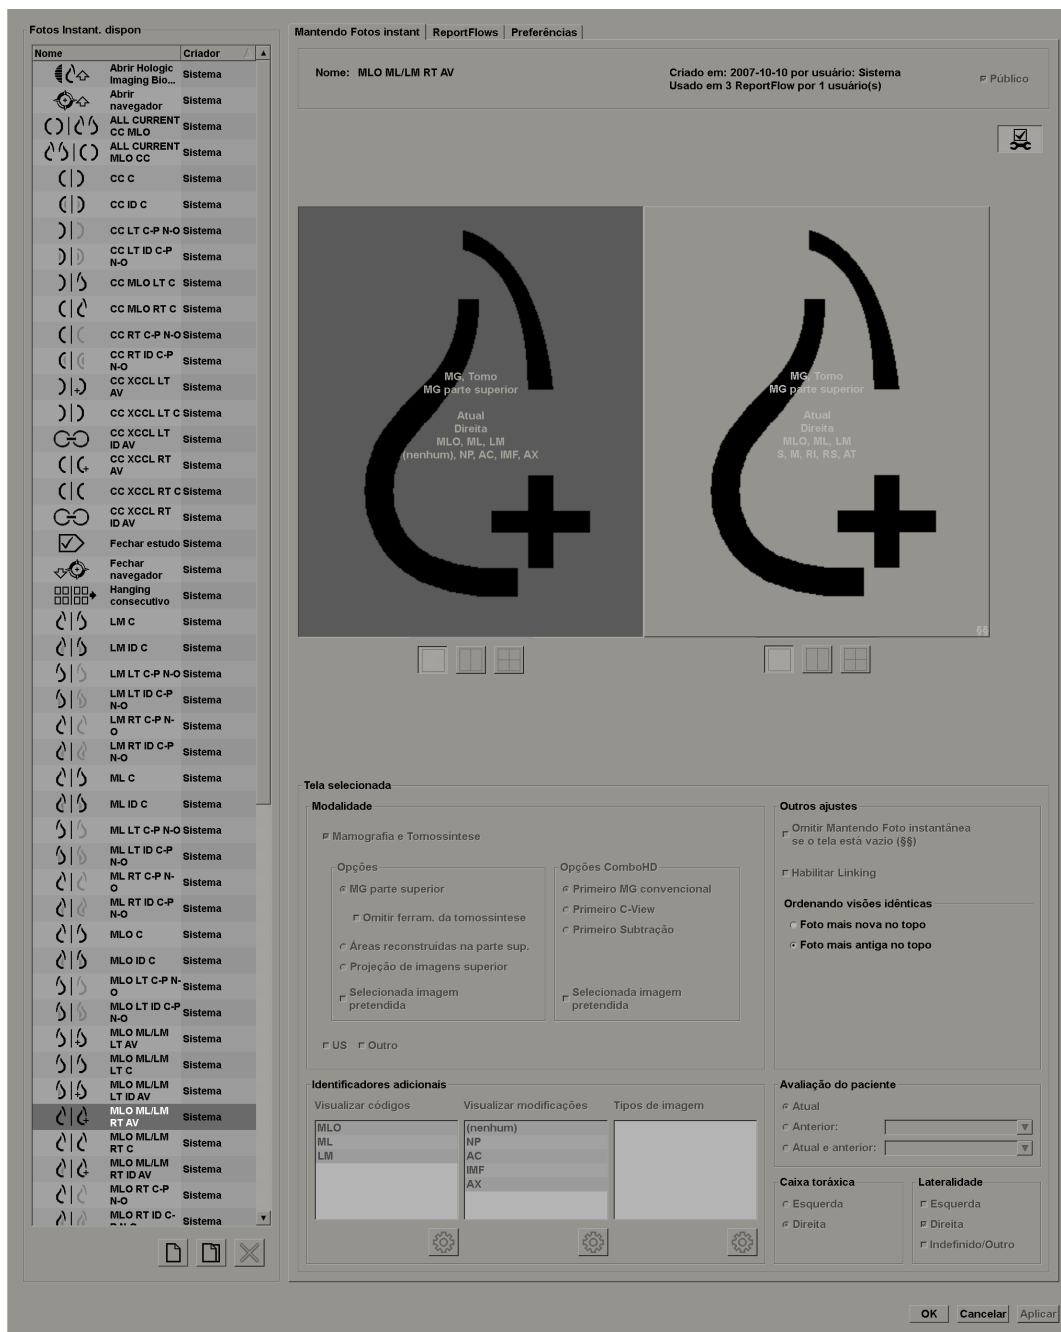 Fotos Instant. dispon
Nome Criador
Abrir Hologic
Imaging Bio... Sistema
Abrir
navegador Sistema
ALL CURRENT
CC MLO Sistema
ALL CURRENT
MLO CC Sistema
CC C Sistema
CC ID C Sistema
CC LT C-P N-O Sistema
CC LT ID C-P
N-O Sistema
CC MLO LT C Sistema
CC MLO RT C Sistema
CC RT C-P N-O Sistema
CC RT ID C-P
N-O Sistema
CC XCCL LT
AV Sistema
CC XCCL LT C Sistema
CC XCCL LT
ID AV Sistema
CC XCCL RT
AV Sistema
CC XCCL RT C Sistema
CC XCCL RT
ID AV Sistema
Fechar estudo Sistema
Fechar
navegador Sistema
Hanging
consecutivo Sistema
LM C Sistema
LM ID C Sistema
LM LT C-P N-O Sistema
LM LT ID C-P
N-O Sistema
LM RT C-P N-
O Sistema
LM RT ID C-P
N-O Sistema
ML C Sistema
ML ID C Sistema
ML LT C-P N-O Sistema
ML LT ID C-P
N-O Sistema
ML RT C-P N-
O Sistema
ML RT ID C-P
N-O Sistema
MLO C Sistema
MLO ID C Sistema
MLO LT C-P N-
O Sistema
MLO LT ID C-P
N-O Sistema
MLO ML/LM
LT AV Sistema
MLO ML/LM
LT C Sistema
MLO ML/LM
LT ID AV Sistema
MLO ML/LM
RT AV Sistema
MLO ML/LM
RT C Sistema
MLO ML/LM
RT ID AV Sistema
MLO RT C-P
N-O Sistema
MLO RT ID C-
P N-O Sistema
Mantendo Fotos instant ReportFlows Preferências
Nome: MLO ML/LM RT AV
Criado em: 2007-10-10 por usuário: Sistema
Usado em 3 ReportFlow por 1 usuário(s)
Público
MG, Tomo
MG parte superior
Atual
Direita
MLO, ML, LM
(nenhum), NP, AC, IMF, AX
MG, Tomo
MG parte superior
Atual
Direita
MLO, ML, LM
S, M, RI, RS, AT
§§
Tela selecionada
Modalidade
Mamografia e Tomossíntese
Opções
MG parte superior
Omitir ferram. da tomossíntese
Áreas reconstruidas na parte sup.
Projeção de imagens superior
Selecionada imagem
pretendida
Opções ComboHD
Primeiro MG convencional
Primeiro C-View
Primeiro Subtração
Selecionada imagem
pretendida
US Outro
Outros ajustes
Omitir Mantendo Foto instantânea
se o tela está vazio (§§)
Habilitar Linking
Ordenando visões idênticas
Foto mais nova no topo
Foto mais antiga no topo
Identificadores adicionais
Visualizar códigos Visualizar modificações Tipos de imagem
MLO
ML
LM
(nenhum)
NP
AC
IMF
AX
Avaliação do paciente
Atual
Anterior:
Atual e anterior:
Caixa toráxica
Esquerda
Direita
Lateralidade
Esquerda
Direita
Indefinido/Outro
OK Cancelar Aplicar